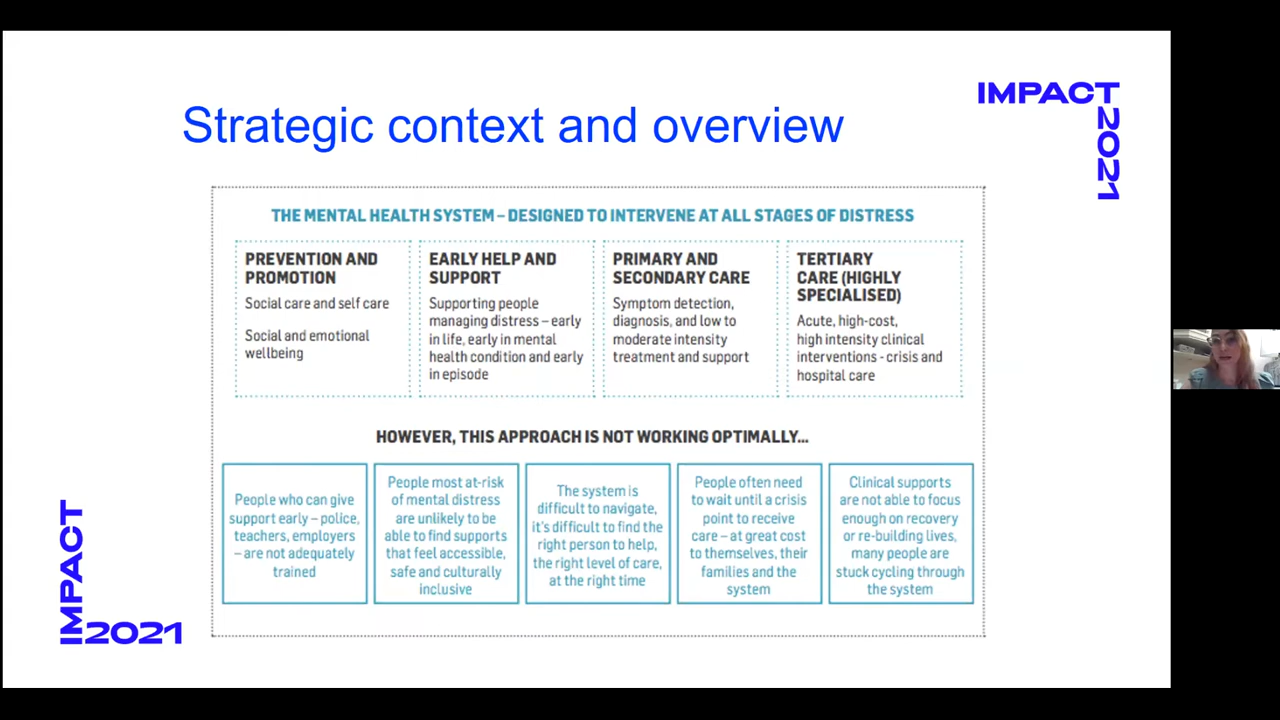 IMPACT
2021
Strategic context and overview
THE MENTAL HEALTH SYSTEM – DESIGNED TO INTERVENE AT ALL STAGES OF DISTRESS
PREVENTION AND
PROMOTION
Social care and self care
Social and emotional
wellbeing
EARLY HELP AND
SUPPORT
Supporting people
managing distress – early
in life, early in mental
health condition and early
in episode
PRIMARY AND
SECONDARY CARE
Symptom detection,
diagnosis, and low to
moderate intensity
treatment and support
TERTIARY
CARE (HIGHLY
SPECIALISED)
Acute, high-cost,
high intensity clinical
interventions - crisis and
hospital care
HOWEVER, THIS APPROACH IS NOT WORKING OPTIMALLY...
People who can give
support early – police,
teachers, employers
– are not adequately
trained
People most at-risk
of mental distress
are unlikely to be
able to find supports
that feel accessible,
safe and culturally
inclusive
The system is
difficult to navigate,
it's difficult to find the
right person to help,
the right level of care,
at the right time
People often need
to wait until a crisis
point to receive
care – at great cost
to themselves, their
families and the
system
Clinical supports
are not able to focus
enough on recovery
or re-building lives,
many people are
stuck cycling through
the system
IMPACT
2021